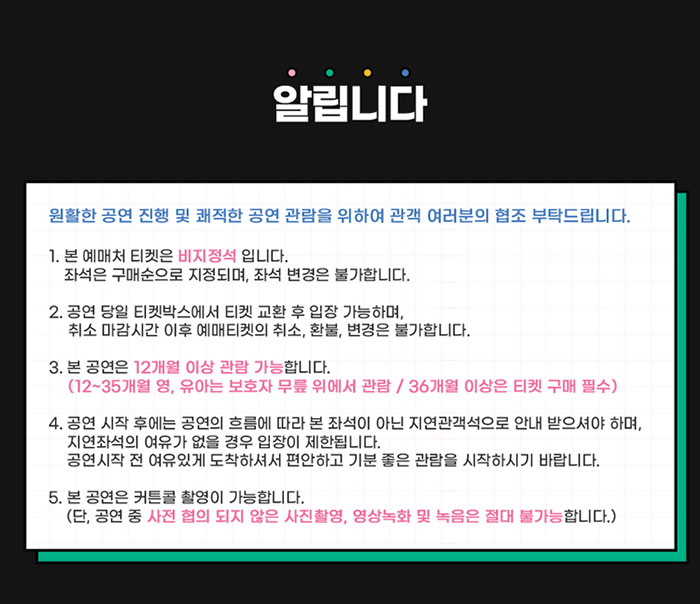 알립니다
원활한 공연 진행 및 쾌적한 공연 관람을 위하여 관객 여러분의 협조 부탁드립니다.
1. 본 예매처 티켓은 비지정석 입니다.
좌석은 구매순으로 지정되며, 좌석 변경은 불가합니다.
2. 공연 당일 티켓박스에서 티켓 교환 후 입장 가능하며,
취소 마감시간 이후 예매티켓의 취소, 환불, 변경은 불가합니다.
3. 본 공연은 12개월 이상 관람 가능합니다.
(12~35개월 영, 유아는 보호자 무릎 위에서 관람 / 36개월 이상은 티켓 구매 필수)
4. 공연 시작 후에는 공연의 흐름에 따라 본 좌석이 아닌 지연관객석으로 안내 받으셔야 하며,
지연좌석의 여유가 없을 경우 입장이 제한됩니다.
공연시작 전 여유있게 도착하셔서 편안하고 기분 좋은 관람을 시작하시기 바랍니다.
5. 본 공연은 커튼콜 촬영이 가능합니다.
(단, 공연 중 사전 협의 되지 않은 사진촬영, 영상녹화 및 녹음은 절대 불가능합니다.)